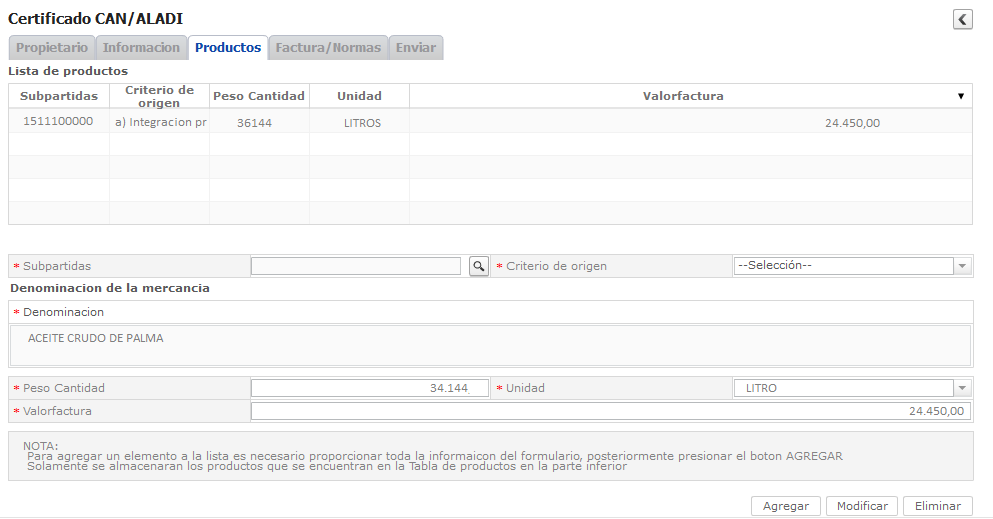 Certificado CAN/ALADI
Propietario Informacion Productos Factura/Normas Enviar
Lista de productos
Subpartidas Criterio de origen Peso Cantidad Unidad Valorfactura
1511100000 a) Integracion pr 36144 LITROS 24.450,00
* Subpartidas * Criterio de origen --Selección--
Denominacion de la mercancia
* Denominacion
ACEITE CRUDO DE PALMA
* Peso Cantidad 34.144 * Unidad LITRO
* Valorfactura 24.450,00
NOTA:
Para agregar un elemento a la lista es necesario proporcionar toda la informaicon del formulario, posteriormente presionar el boton AGREGAR
Solamente se almacenaran los productos que se encuentran en la Tabla de productos en la parte inferior
Agregar Modificar Eliminar